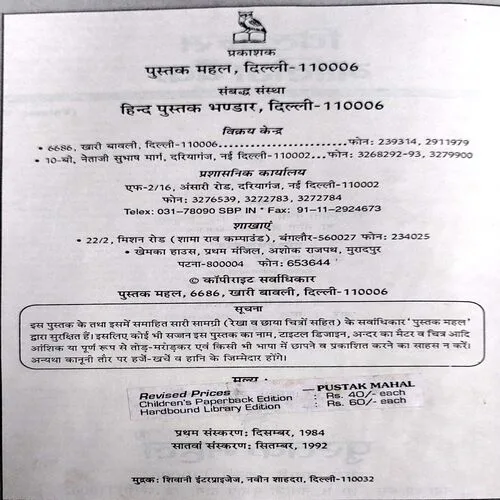 प्रकाशक
पुस्तक महल, दिल्ली-110006
संबद्ध संस्था
हिन्द पुस्तक भण्डार, दिल्ली-110006
विक्रय केन्द्र
• 6686, खारी बावली, दिल्ली-110006....................फोन: 239314, 2911979
• 10-बी, नेताजी सुभाष मार्ग, दरियागंज, नई दिल्ली-110002...फोन: 3268292-93, 3279900
प्रशासनिक कार्यालय
एफ-2/16, अंसारी रोड, दरियागंज, नई दिल्ली-110002
फोन: 3276539, 3272783, 3272784
Telex: 031-78090 SBP IN * Fax: 91-11-2924673
शाखाएं
• 22/2, मिशन रोड (शामा राव कम्पाउंड), बंगलौर-560027 फोन: 234025
• खेमका हाउस, प्रथम मंजिल, अशोक राजपथ, मुरादपुर
पटना-800004 फोन: 653644
© कॉपीराइट सर्वाधिकार
पुस्तक महल, 6686, खारी बावली, दिल्ली-110006
सूचना
इस पुस्तक के तथा इसमें समाहित सारी सामग्री (रेखा व छाया चित्रों सहित) के सर्वाधिकार 'पुस्तक महल'
द्वारा सुरक्षित हैं। इसलिए कोई भी सज्जन इस पुस्तक का नाम, टाइटल डिजाइन, अन्दर का मैटर व चित्र आदि
आंशिक या पूर्ण रूप से तोड़-मरोड़कर एवं किसी भी भाषा में छापने व प्रकाशित करने का साहस न करें।
अन्यथा कानूनी तौर पर हर्जे-खर्चे व हानि के जिम्मेदार होंगे।
मूल्य
Revised Prices PUSTAK MAHAL
Children's Paperback Edition : Rs. 40/- each
Hardbound Library Edition : Rs. 60/- each
प्रथम संस्करण: दिसम्बर, 1984
सातवां संस्करण: सितम्बर, 1992
मुद्रक: शिवानी इंटरप्राइजेज, नवीन शाहदरा, दिल्ली-110032